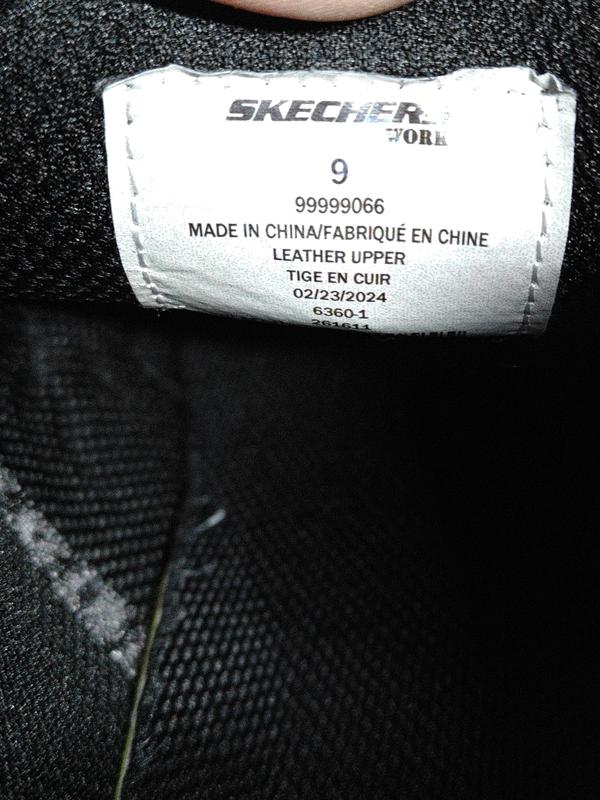 SKECHERS
WORK
9
99999066
MADE IN CHINA/FABRIQUÉ EN CHINE
LEATHER UPPER
TIGE EN CUIR
02/23/2024
6360-1
261611